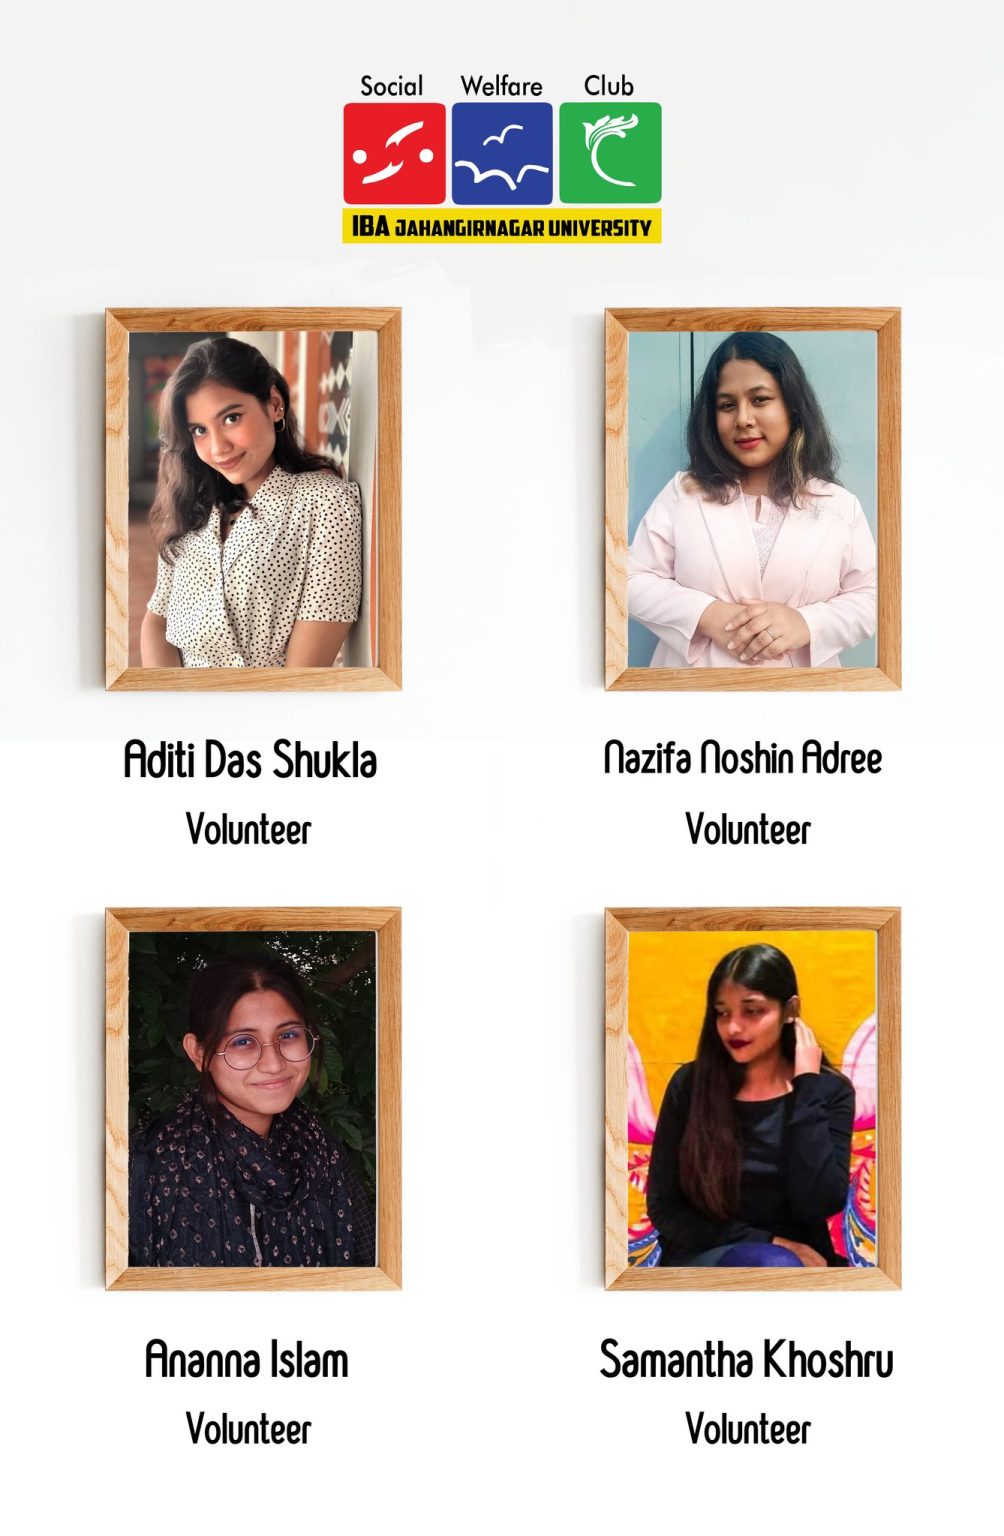 Social Welfare Club
IBA JAHANGIRNAGAR UNIVERSITY
Aditi Das Shukla
Volunteer
Nazifa Noshin Adree
Volunteer
Ananna Islam
Volunteer
Samantha Khoshru
Volunteer